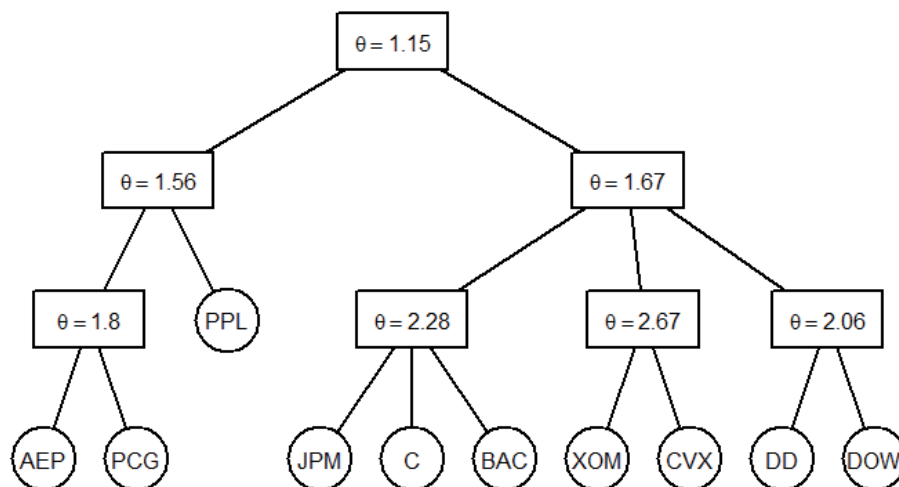 θ = 1.15
θ = 1.56
θ = 1.67
θ = 1.8
PPL
θ = 2.28
θ = 2.67
θ = 2.06
AEP
PCG
JPM
C
BAC
XOM
CVX
DD
DOW